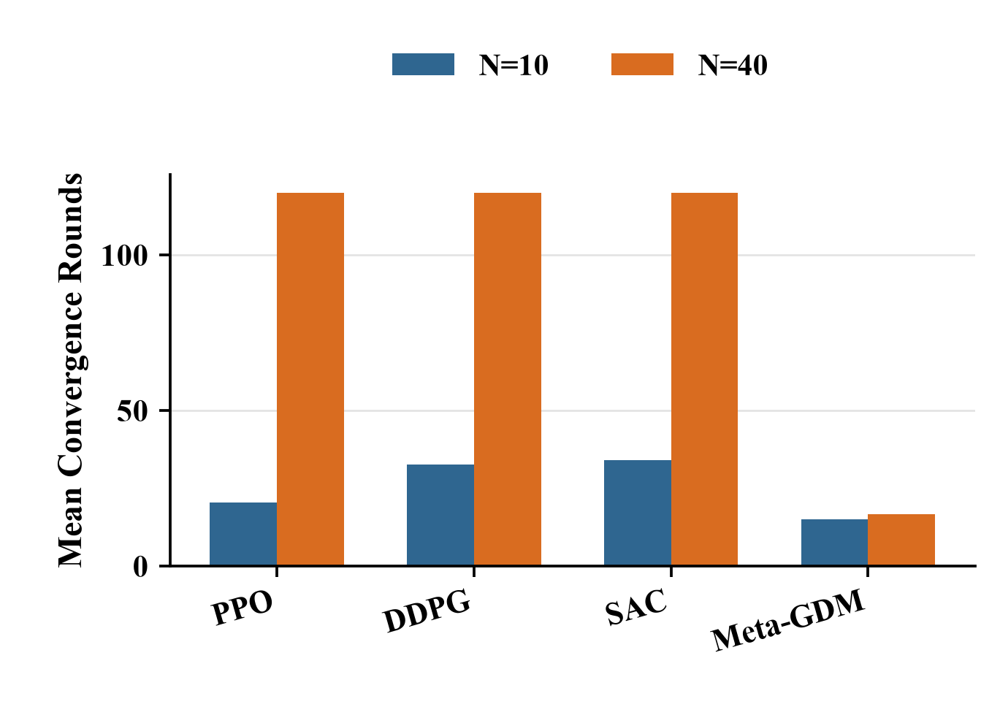 N=10 N=40
Mean Convergence Rounds
100
50
0
PPO DDPG SAC Meta-GDM